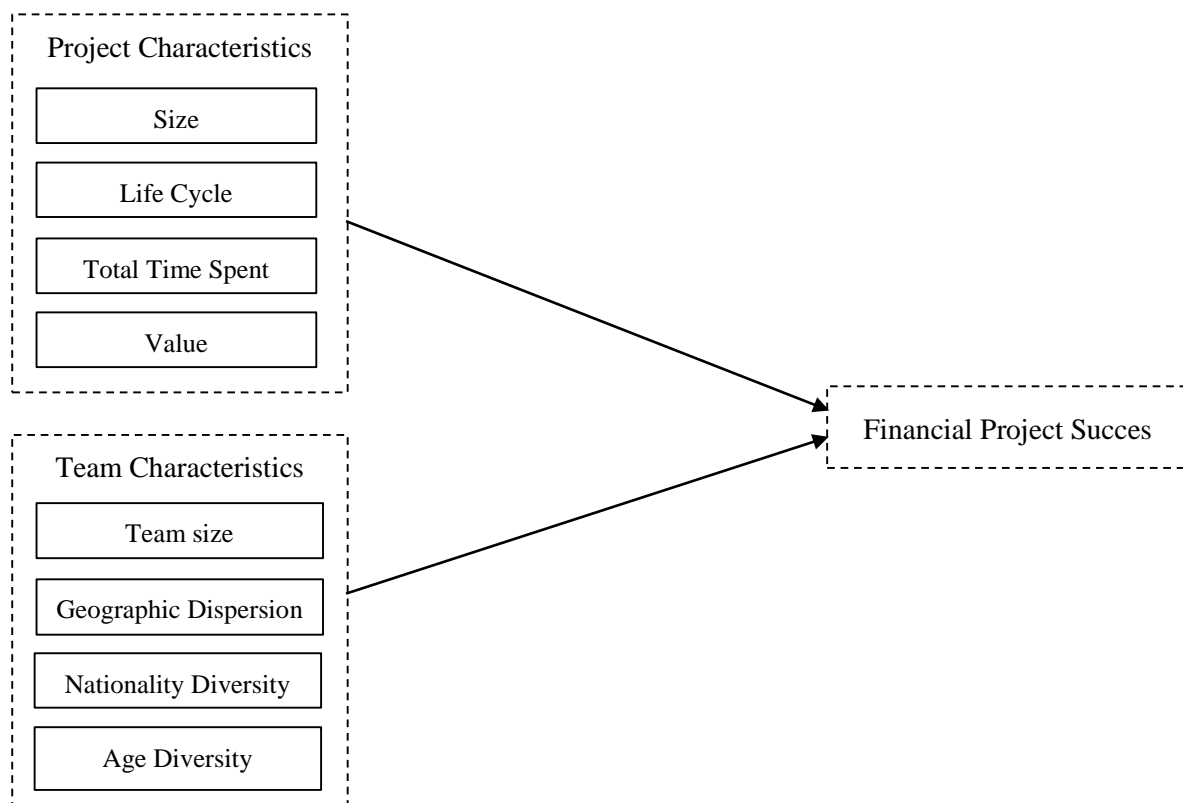 Project Characteristics
Size
Life Cycle
Total Time Spent
Value
Financial Project Succes
Team Characteristics
Team size
Geographic Dispersion
Nationality Diversity
Age Diversity